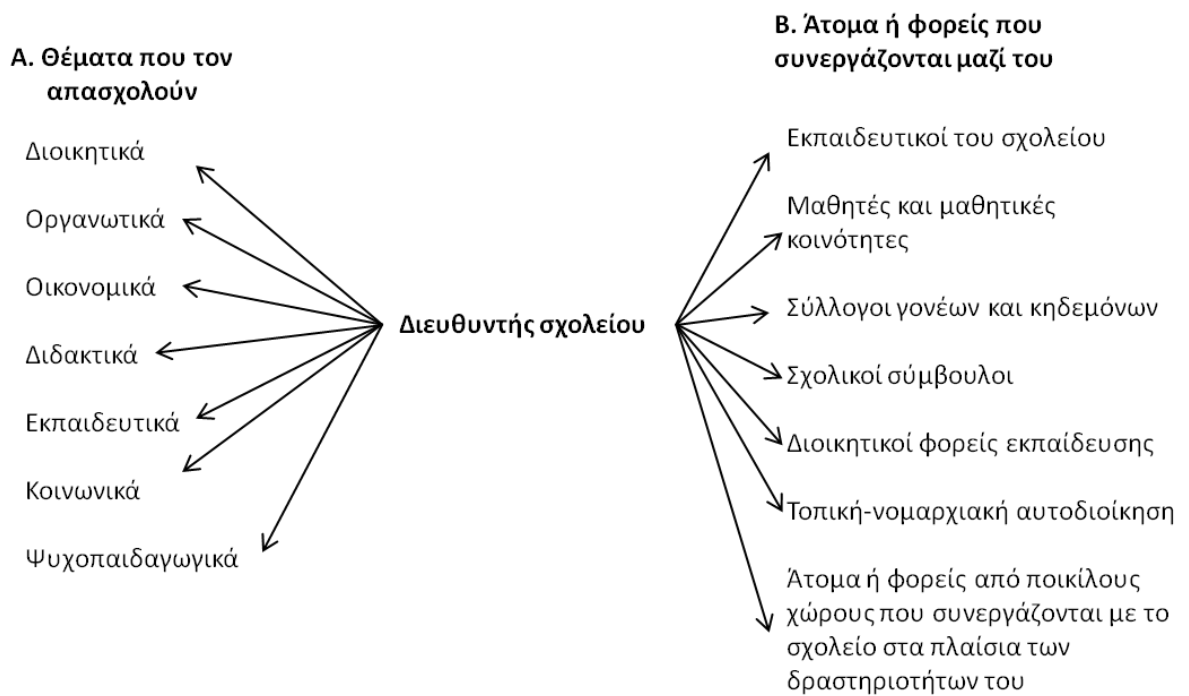 Α. Θέματα που τον
απασχολούν
Διοικητικά
Οργανωτικά
Οικονομικά
Διδακτικά
Εκπαιδευτικά
Κοινωνικά
Ψυχοπαιδαγωγικά
Διευθυντής σχολείου
Β. Άτομα ή φορείς που
συνεργάζονται μαζί του
Εκπαιδευτικοί του σχολείου
Μαθητές και μαθητικές
κοινότητες
Σύλλογοι γονέων και κηδεμόνων
Σχολικοί σύμβουλοι
Διοικητικοί φορείς εκπαίδευσης
Τοπική-νομαρχιακή αυτοδιοίκηση
Άτομα ή φορείς από ποικίλους
χώρους που συνεργάζονται με το
σχολείο στα πλαίσια των
δραστηριοτήτων του